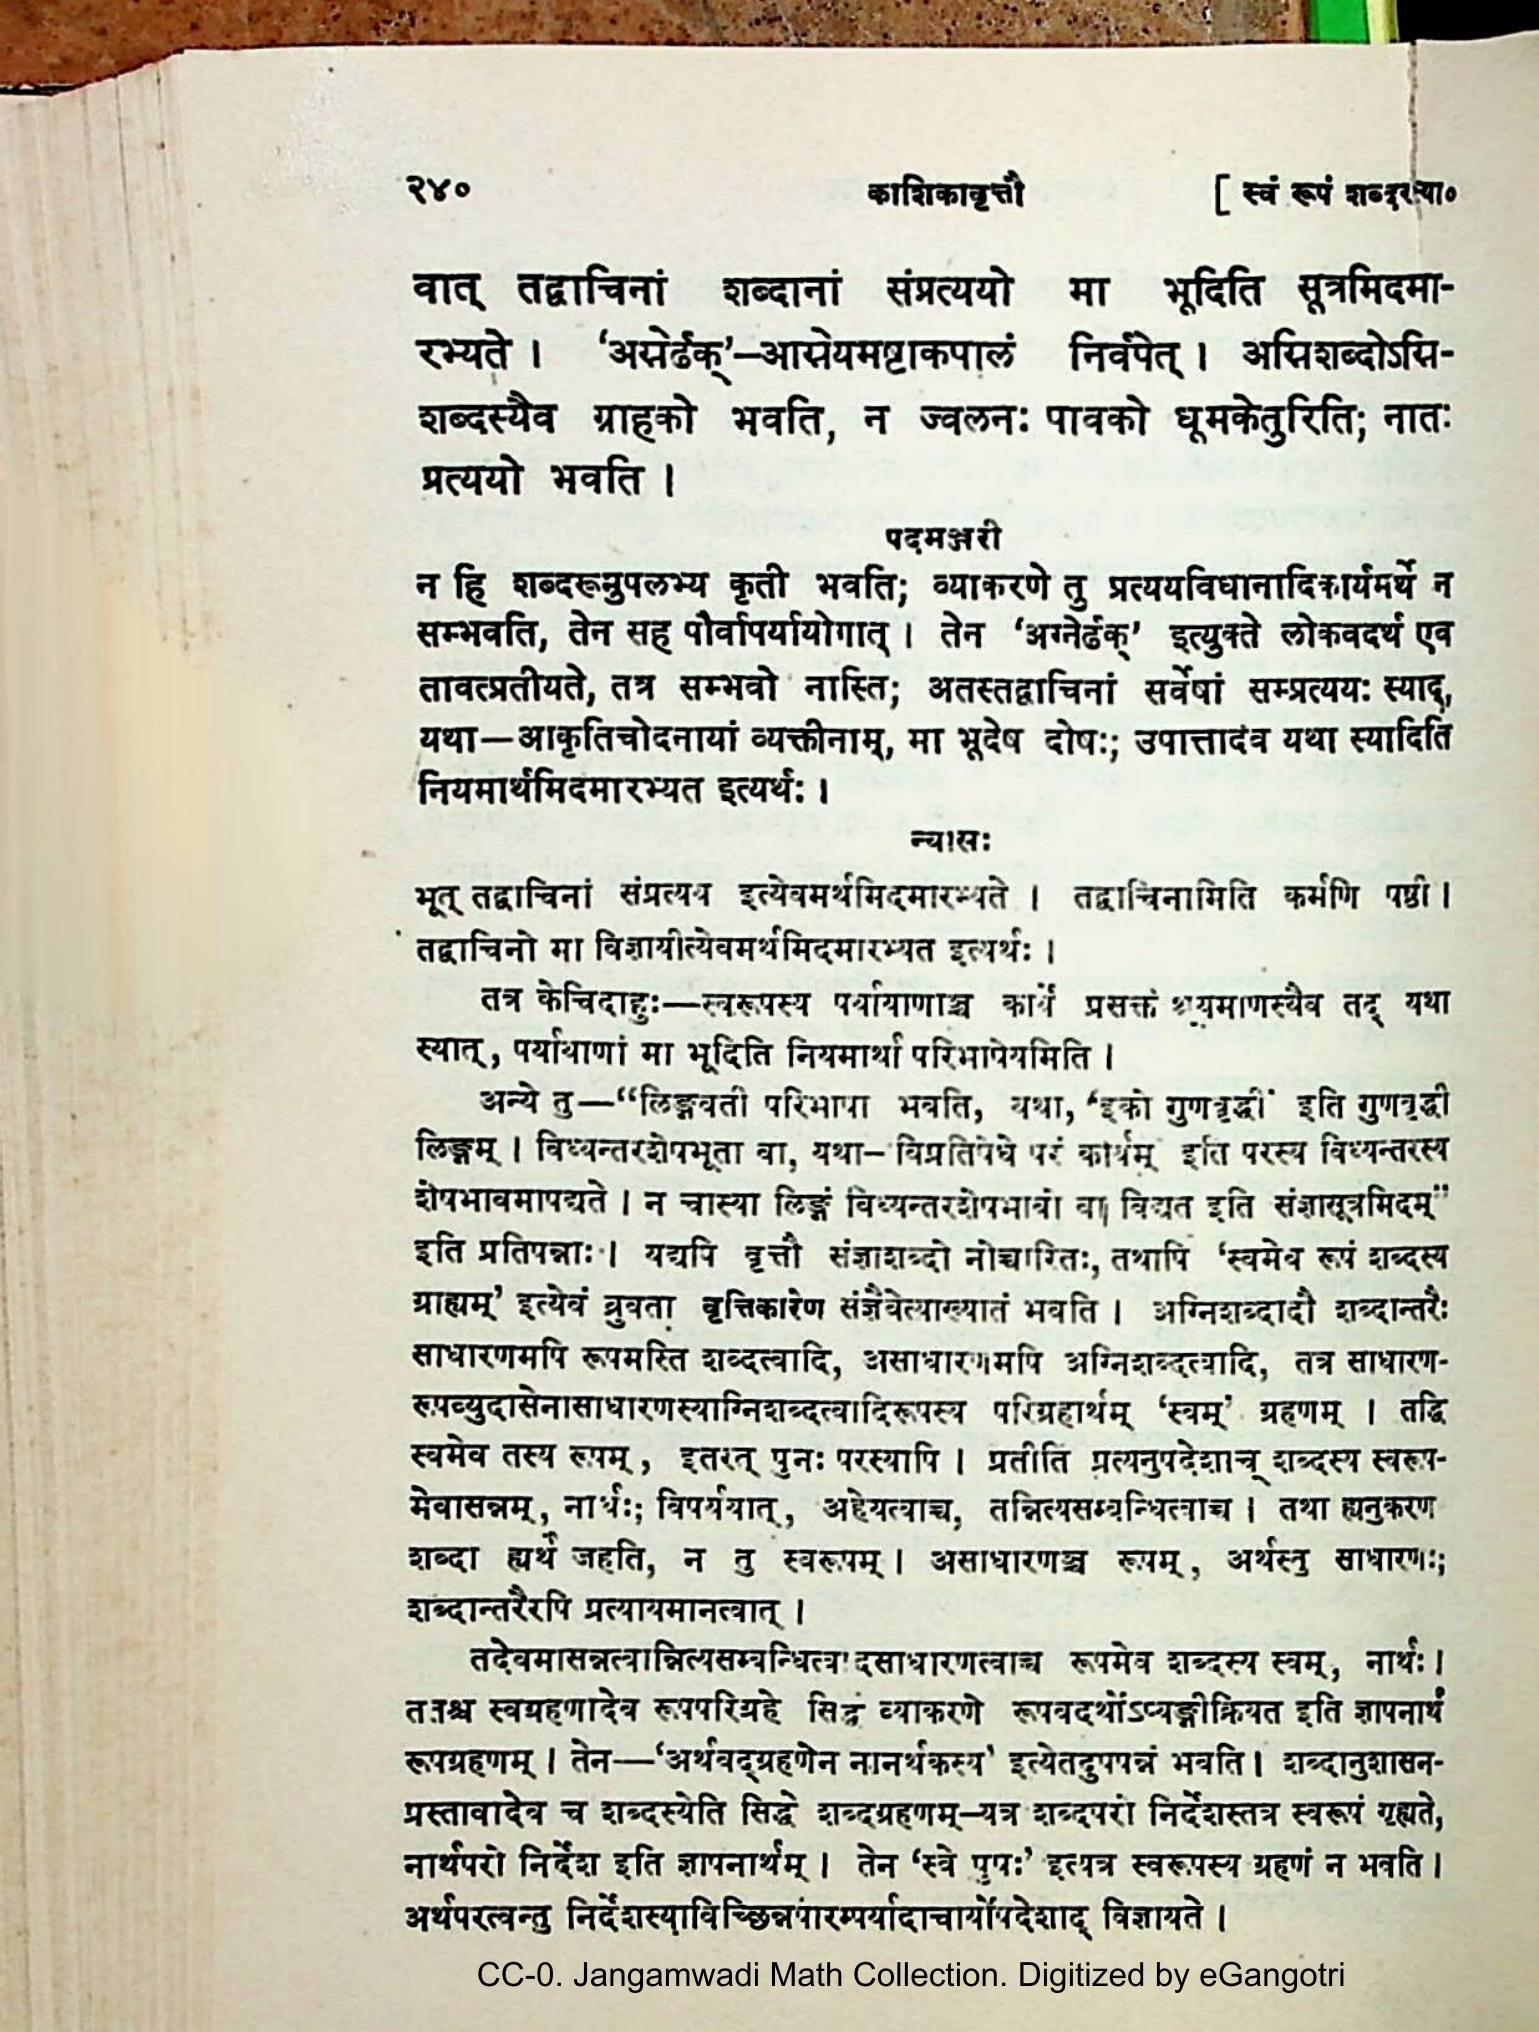 २४०
काशिकावृत्तौ
[ स्वं रूपं शब्दस्या०
वात् तद्वाचिनां शब्दानां संप्रत्ययो मा भूदिति सूत्रमिदमा-
रभ्यते । ‘अग्नेर्ढक्’—आग्नेयमष्टाकपालं निर्वपेत् । अग्निशब्दोऽग्नि-
शब्दस्यैव ग्राहको भवति, न ज्वलनः पावको धूमकेतुरिति; नातः
प्रत्ययो भवति ।
पदमञ्जरी
न हि शब्दरूनुपलभ्य कृती भवति; व्याकरणे तु प्रत्ययविधानादिकार्यमर्थे न
सम्भवति, तेन सह पौर्वापर्यायोगात् । तेन ‘अग्नेर्ढक्’ इत्युक्ते लोकवदर्थ एव
तावत्प्रतीयते, तत्र सम्भवो नास्ति; अतस्तद्वाचिनां सर्वेषां सम्प्रत्ययः स्याद्,
यथा—आकृतिचोदनायां व्यक्तीनाम्, मा भूदेष दोषः; उपात्तादेव यथा स्यादिति
नियमार्थमिदमारभ्यत इत्यर्थः ।
न्यासः
भूत् तद्वाचिनां संप्रत्यय इत्येवमर्थमिदमारभ्यते । तद्वाचिनामिति कर्मणि षष्ठी ।
तद्वाचिनो मा विज्ञायीत्येवमर्थमिदमारभ्यत इत्यर्थः ।
तत्र केचिदाहुः—स्वरूपस्य पर्यायाणाञ्च कार्ये प्रसक्तं श्रूयमाणस्यैव तद् यथा
स्यात्, पर्यायाणां मा भूदिति नियमार्था परिभाषेयमिति ।
अन्ये तु—“लिङ्गवती परिभाषा भवति, यथा, ‘इको गुणवृद्धी’ इति गुणवृद्धी
लिङ्गम् । विध्यन्तरशेषभूता वा, यथा—विप्रतिषेधे परं कार्यम् इति परस्य विध्यन्तरस्य
शेषभावमापद्यते । न चास्या लिङ्गं विध्यन्तरशेषभावो वा विद्यत इति संज्ञासूत्रमिदम्”
इति प्रतिपन्नाः । यद्यपि वृत्तौ संज्ञाशब्दो नोच्चारितः, तथापि ‘स्वमेव रूपं शब्दस्य
ग्राह्यम्’ इत्येवं ब्रुवता वृत्तिकारेण संज्ञैवेत्याख्यातं भवति । अग्निशब्दादौ शब्दान्तरैः
साधारणमपि रूपमस्ति शब्दत्वादि, असाधारणमपि अग्निशब्दत्वादि, तत्र साधारण-
रूपव्युदासेनासाधारणस्याग्निशब्दत्वादिरूपस्य परिग्रहार्थम् ‘स्वम्’ ग्रहणम् । तद्धि
स्वमेव तस्य रूपम्, इतरत् पुनः परस्यापि । प्रतीति प्रत्यनुपदेशाच् शब्दस्य स्वरूप-
मेवासन्नम्, नार्थः; विपर्ययात्, अहेयत्वाच्च, तन्नित्यसम्बन्धित्वाच्च । तथा ह्यनुकरण
शब्दा ह्यर्थं जहति, न तु स्वरूपम् । असाधारणञ्च रूपम्, अर्थस्तु साधारणः;
शब्दान्तरैरपि प्रत्यायमानत्वात् ।
तदेवमासन्नत्वान्नित्यसम्बन्धित्वादसाधारणत्वाच्च रूपमेव शब्दस्य स्वम्, नार्थः ।
ततश्च स्वग्रहणादेव रूपपरिग्रहे सिद्धं व्याकरणे रूपवदर्थोऽप्यङ्गीक्रियत इति ज्ञापनार्थं
रूपग्रहणम् । तेन—‘अर्थवद्ग्रहणेन नानर्थकस्य’ इत्येतदुपपन्नं भवति । शब्दानुशासन-
प्रस्तावादेव च शब्दस्येति सिद्धे शब्दग्रहणम्—यत्र शब्दपरो निर्देशस्तत्र स्वरूपं गृह्यते,
नार्थपरो निर्देश इति ज्ञापनार्थम् । तेन ‘स्वे पुषः’ इत्यत्र स्वरूपस्य ग्रहणं न भवति ।
अर्थपरत्वन्तु निर्देशस्याविच्छिन्नपारम्पर्यादाचार्योपदेशाद् विज्ञायते ।
CC-0. Jangamwadi Math Collection. Digitized by eGangotri